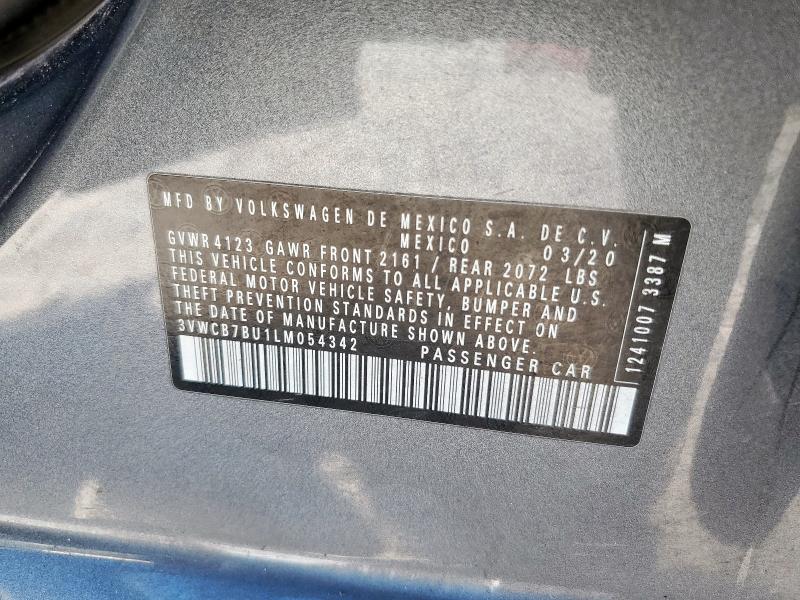 MFD BY VOLKSWAGEN DE MEXICO S.A. DE C.V.
MEXICO 03/20
GVWR 4123 GAWR FRONT 2161 / REAR 2072 LBS
THIS VEHICLE CONFORMS TO ALL APPLICABLE U.S.
FEDERAL MOTOR VEHICLE SAFETY, BUMPER AND
THEFT PREVENTION STANDARDS IN EFFECT ON
THE DATE OF MANUFACTURE SHOWN ABOVE.
3VWCB7BU1LM054342 PASSENGER CAR
1241007 3387 M